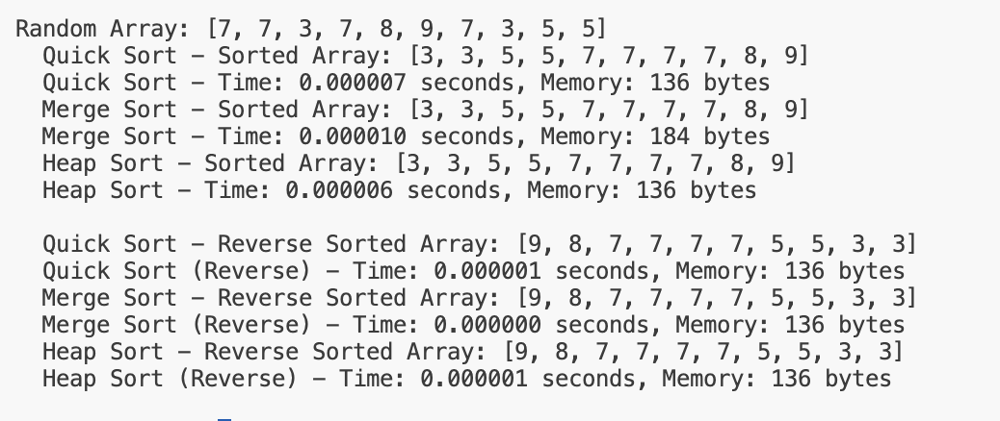 Random Array: [7, 7, 3, 7, 8, 9, 7, 3, 5, 5]
Quick Sort – Sorted Array: [3, 3, 5, 5, 7, 7, 7, 7, 8, 9]
Quick Sort – Time: 0.000007 seconds, Memory: 136 bytes
Merge Sort – Sorted Array: [3, 3, 5, 5, 7, 7, 7, 7, 8, 9]
Merge Sort – Time: 0.000010 seconds, Memory: 184 bytes
Heap Sort – Sorted Array: [3, 3, 5, 5, 7, 7, 7, 7, 8, 9]
Heap Sort – Time: 0.000006 seconds, Memory: 136 bytes
Quick Sort – Reverse Sorted Array: [9, 8, 7, 7, 7, 7, 5, 5, 3, 3]
Quick Sort (Reverse) – Time: 0.000001 seconds, Memory: 136 bytes
Merge Sort – Reverse Sorted Array: [9, 8, 7, 7, 7, 7, 5, 5, 3, 3]
Merge Sort (Reverse) – Time: 0.000000 seconds, Memory: 136 bytes
Heap Sort – Reverse Sorted Array: [9, 8, 7, 7, 7, 7, 5, 5, 3, 3]
Heap Sort (Reverse) – Time: 0.000001 seconds, Memory: 136 bytes